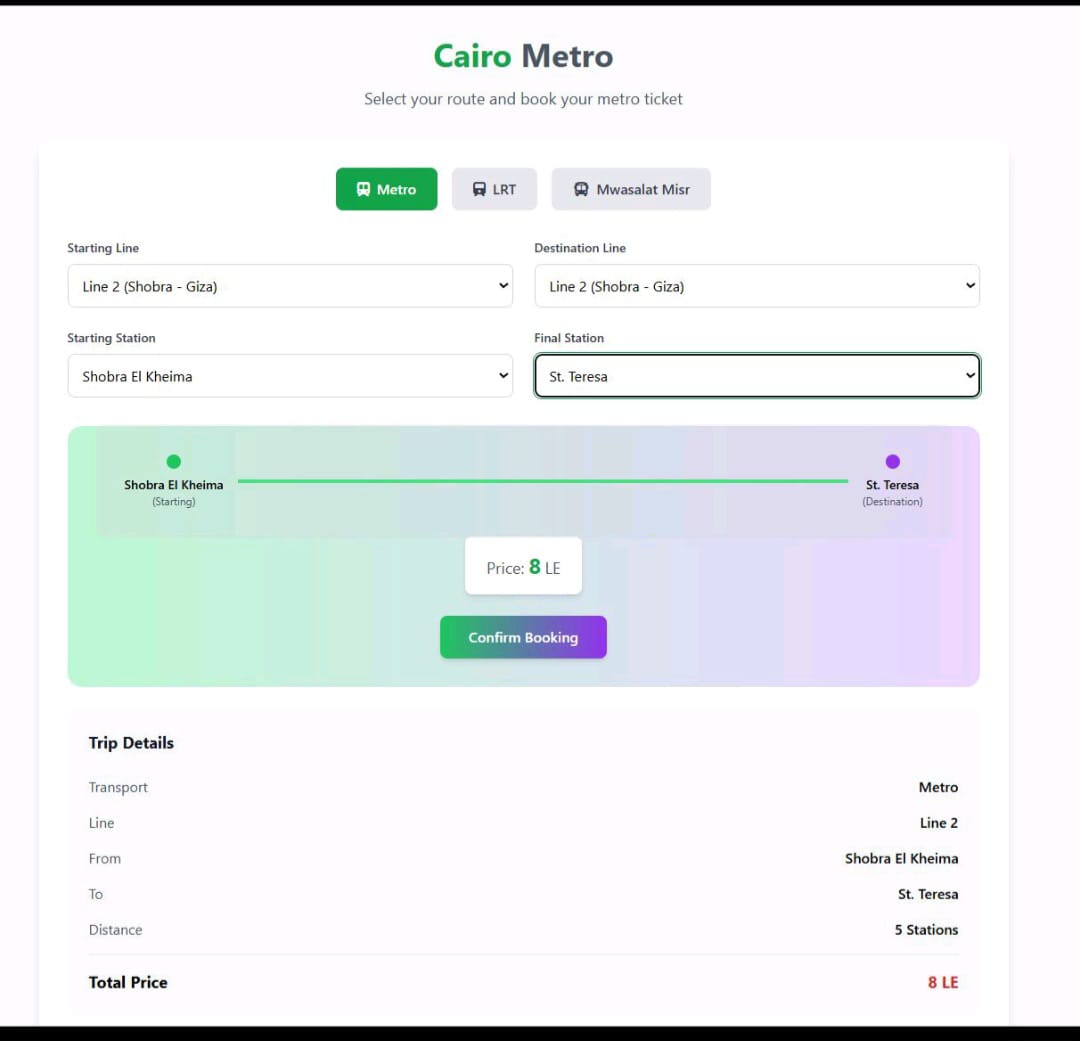 Cairo Metro
Select your route and book your metro ticket
Metro
LRT
Mwasalat Misr
Starting Line
Destination Line
Line 2 (Shobra - Giza)
Line 2 (Shobra - Giza)
Starting Station
Final Station
Shobra El Kheima
St. Teresa
Shobra El Kheima
(Starting)
St. Teresa
(Destination)
Price: 8 LE
Confirm Booking
Trip Details
Transport Metro
Line Line 2
From Shobra El Kheima
To St. Teresa
Distance 5 Stations
Total Price 8 LE